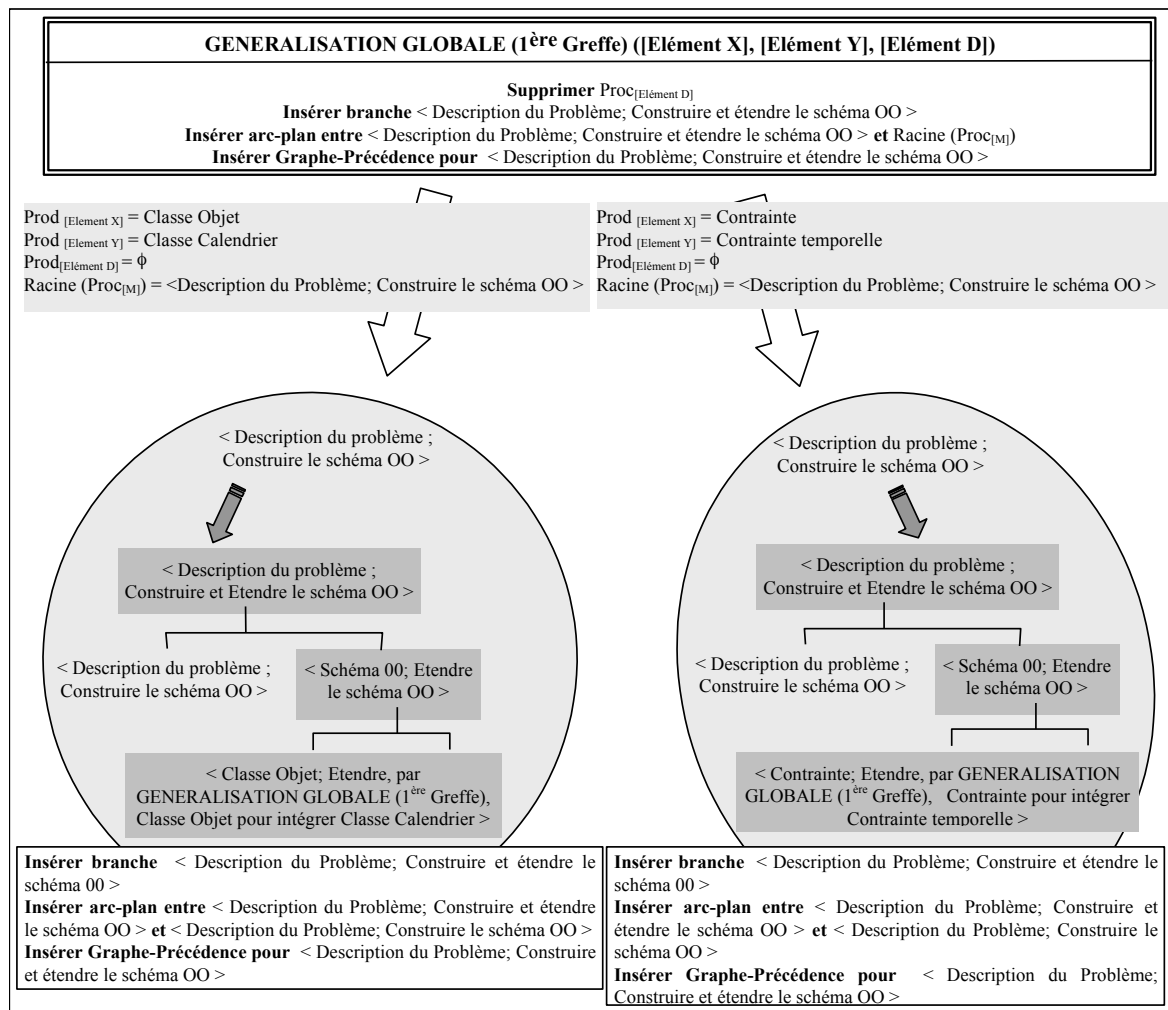 GENERALISATION GLOBALE (1ère Greffe) ([Elément X], [Elément Y], [Elément D])
Supprimer Proc[Elément D]
Insérer branche < Description du Problème; Construire et étendre le schéma OO >
Insérer arc-plan entre < Description du Problème; Construire et étendre le schéma OO > et Racine (Proc[M])
Insérer Graphe-Précédence pour < Description du Problème; Construire et étendre le schéma OO >
Prod [Element X] = Classe Objet
Prod [Element Y] = Classe Calendrier
Prod[Elément D] = ϕ
Racine (Proc[M]) = <Description du Problème; Construire le schéma OO >
Prod [Element X] = Contrainte
Prod [Element Y] = Contrainte temporelle
Prod[Elément D] = ϕ
Racine (Proc[M]) = <Description du Problème; Construire le schéma OO >
< Description du problème ;
Construire le schéma OO >
< Description du problème ;
Construire et Etendre le schéma OO >
< Description du problème ;
Construire le schéma OO >
< Schéma 00; Etendre
le schéma OO >
< Classe Objet; Etendre, par
GENERALISATION GLOBALE (1ère Greffe),
Classe Objet pour intégrer Classe Calendrier >
Insérer branche < Description du Problème; Construire et étendre le
schéma 00 >
Insérer arc-plan entre < Description du Problème; Construire et étendre
le schéma OO > et < Description du Problème; Construire le schéma OO >
Insérer Graphe-Précédence pour < Description du Problème; Construire
et étendre le schéma OO >
< Description du problème ;
Construire le schéma OO >
< Description du problème ;
Construire et Etendre le schéma OO >
< Description du problème ;
Construire le schéma OO >
< Schéma 00; Etendre
le schéma OO >
< Contrainte; Etendre, par GENERALISATION
GLOBALE (1ère Greffe), Contrainte pour intégrer
Contrainte temporelle >
Insérer branche < Description du Problème; Construire et étendre le
schéma 00 >
Insérer arc-plan entre < Description du Problème; Construire et
étendre le schéma OO > et < Description du Problème; Construire le
schéma OO >
Insérer Graphe-Précédence pour < Description du Problème;
Construire et étendre le schéma OO >